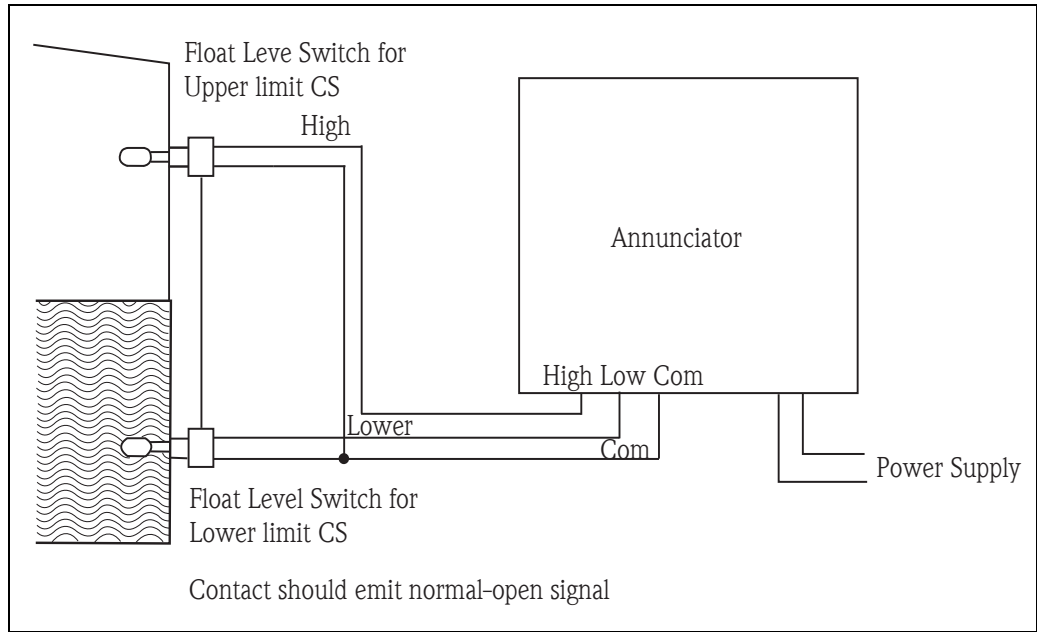 Float Leve Switch for
Upper limit CS
High
Annunciator
High Low Com
Lower
Com
Power Supply
Float Level Switch for
Lower limit CS
Contact should emit normal-open signal